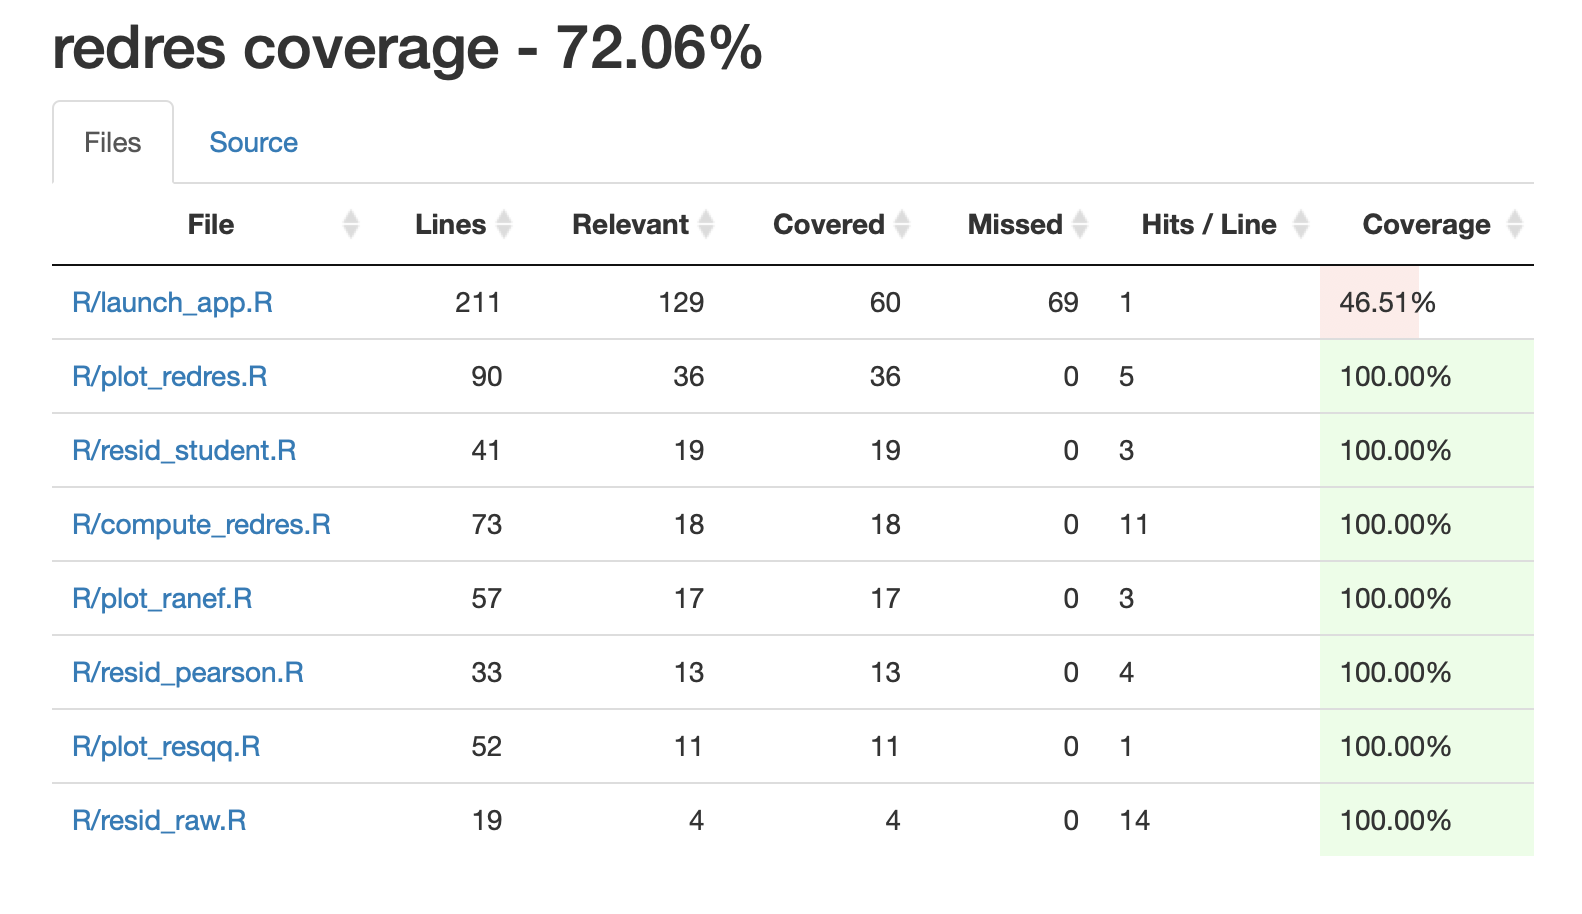 redres coverage - 72.06%
Files Source
File Lines Relevant Covered Missed Hits / Line Coverage
R/launch_app.R 211 129 60 69 1 46.51%
R/plot_redres.R 90 36 36 0 5 100.00%
R/resid_student.R 41 19 19 0 3 100.00%
R/compute_redres.R 73 18 18 0 11 100.00%
R/plot_ranef.R 57 17 17 0 3 100.00%
R/resid_pearson.R 33 13 13 0 4 100.00%
R/plot_resqq.R 52 11 11 0 1 100.00%
R/resid_raw.R 19 4 4 0 14 100.00%